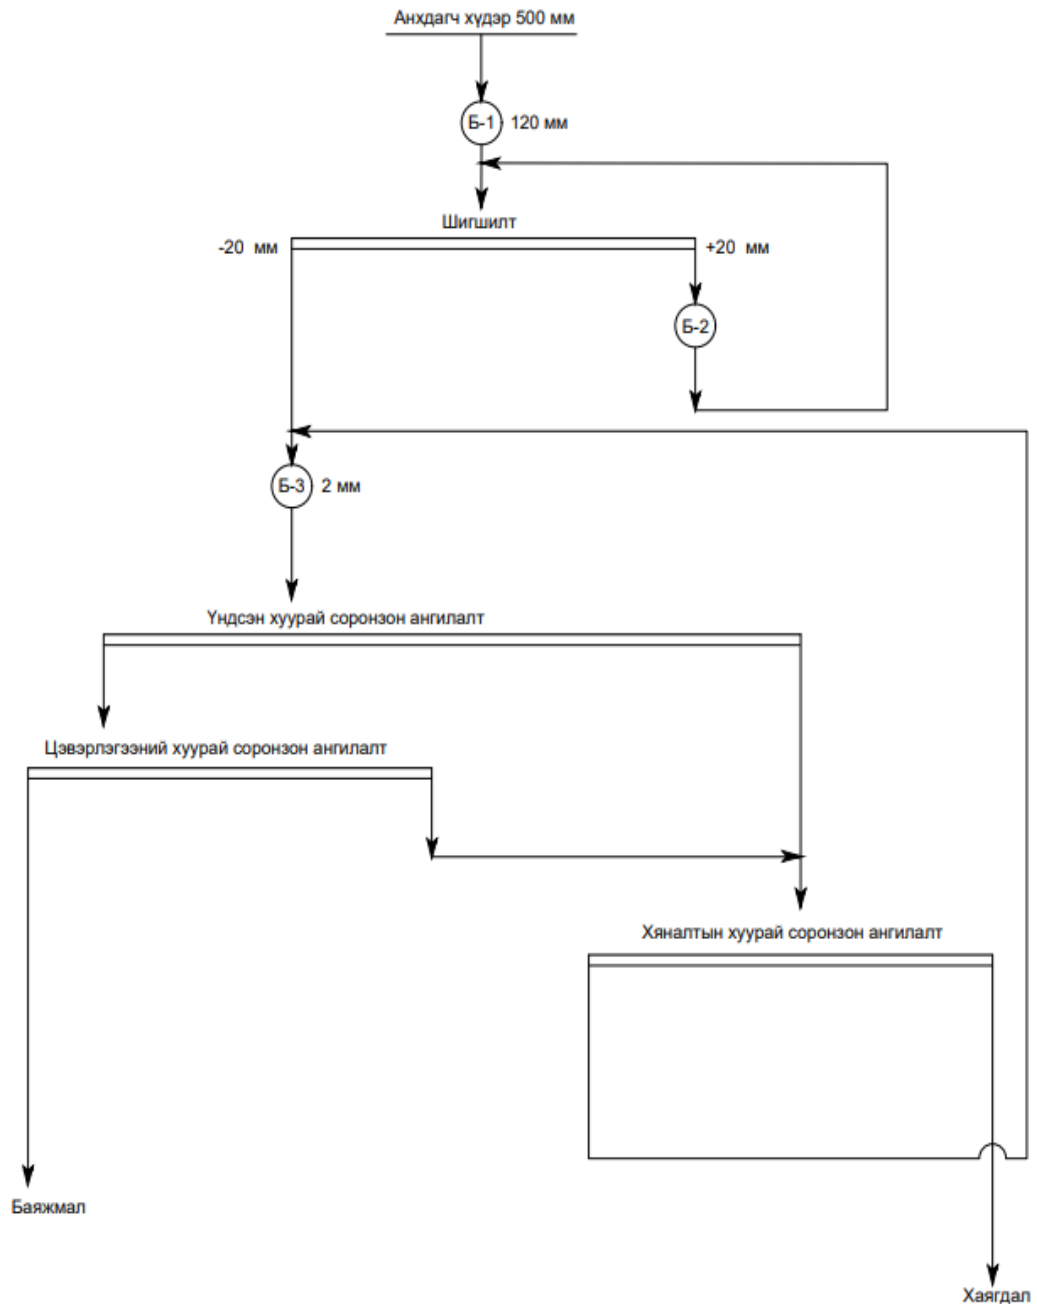 Анхдагч хүдэр 500 мм
Б-1 120 мм
Шигшилт
-20 мм
+20 мм
Б-2
Б-3 2 мм
Үндсэн хуурай соронзон ангилалт
Цэвэрлэгээний хуурай соронзон ангилалт
Хяналтын хуурай соронзон ангилалт
Баяжмал
Хаягдал